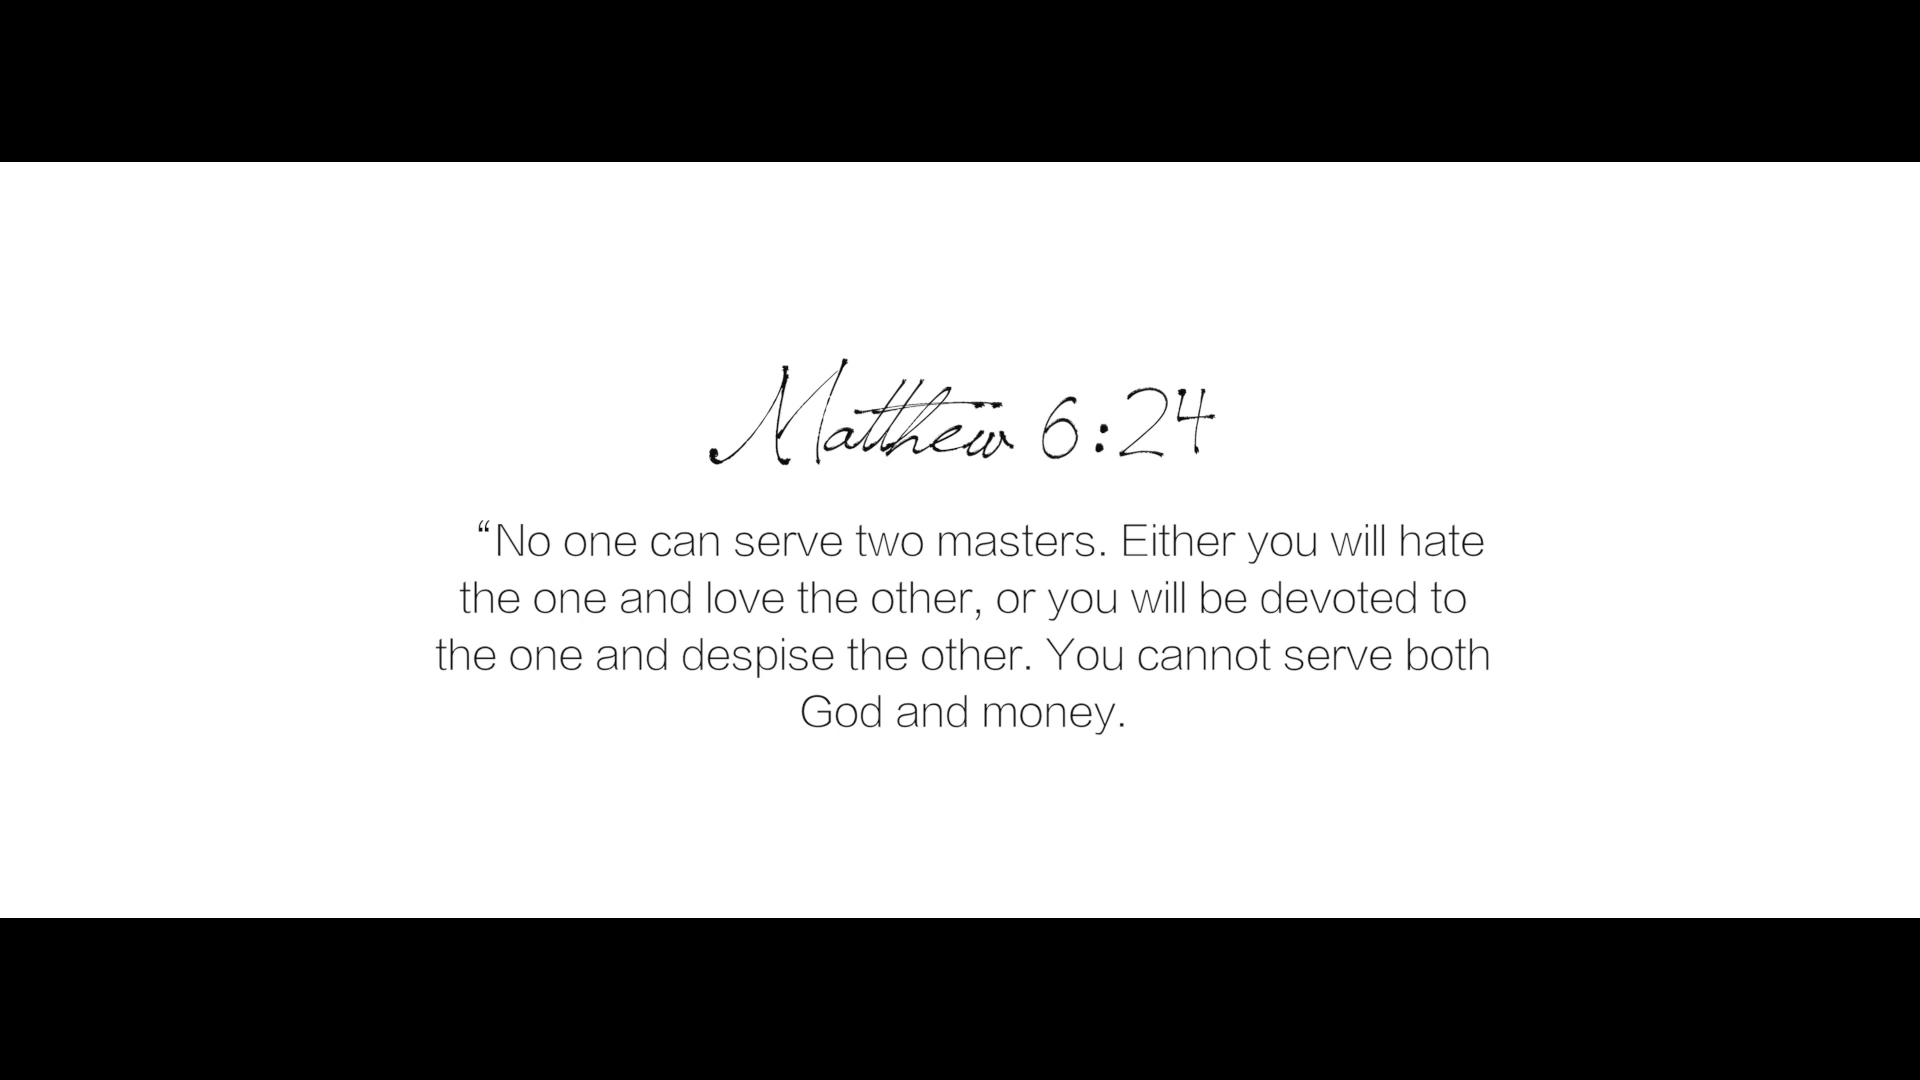 Matthew 6:24
“No one can serve two masters. Either you will hate
the one and love the other, or you will be devoted to
the one and despise the other. You cannot serve both
God and money.